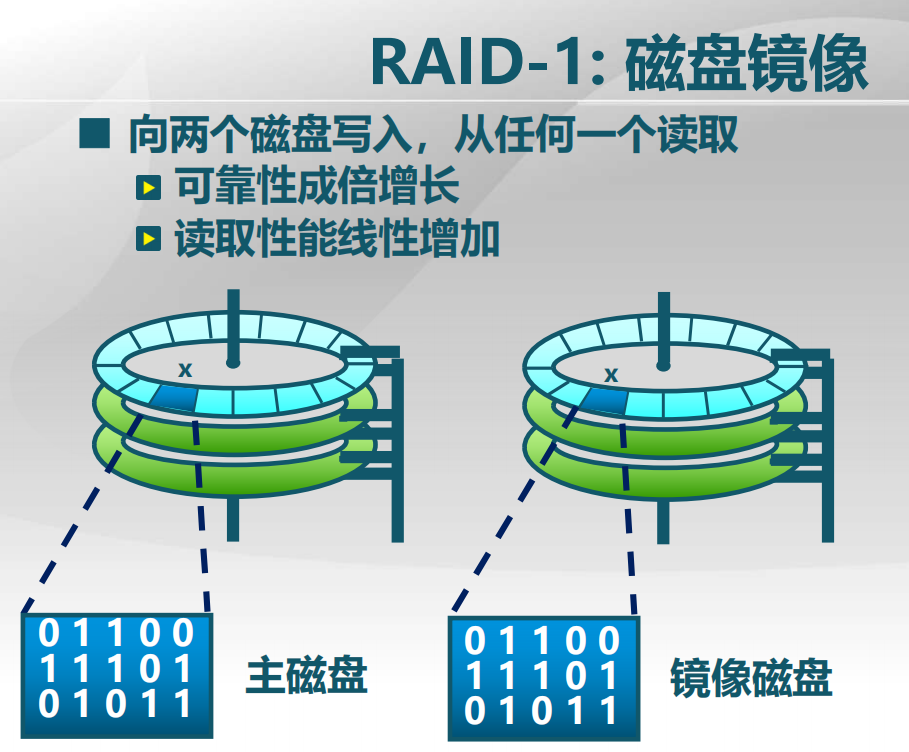 RAID-1: 磁盘镜像
向两个磁盘写入，从任何一个读取
可靠性成倍增长
读取性能线性增加
x
x
0 1 1 0 0
1 1 1 0 1
0 1 0 1 1
主磁盘
0 1 1 0 0
1 1 1 0 1
0 1 0 1 1
镜像磁盘